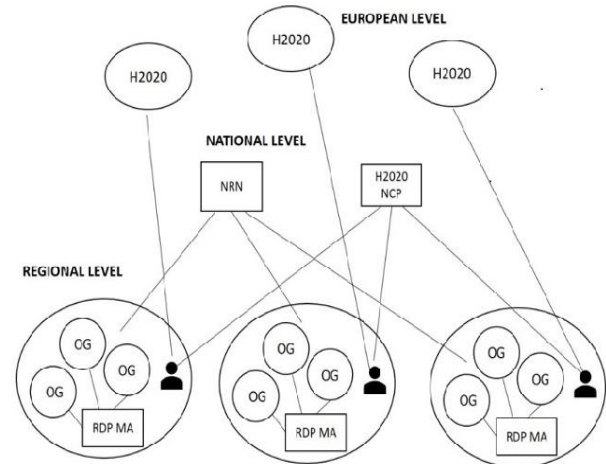 EUROPEAN LEVEL
H2020
H2020
H2020
NATIONAL LEVEL
NRN
H2020
NCP
REGIONAL LEVEL
OG
OG
OG
RDP MA
OG
OG
OG
RDP MA
OG
OG
OG
RDP MA